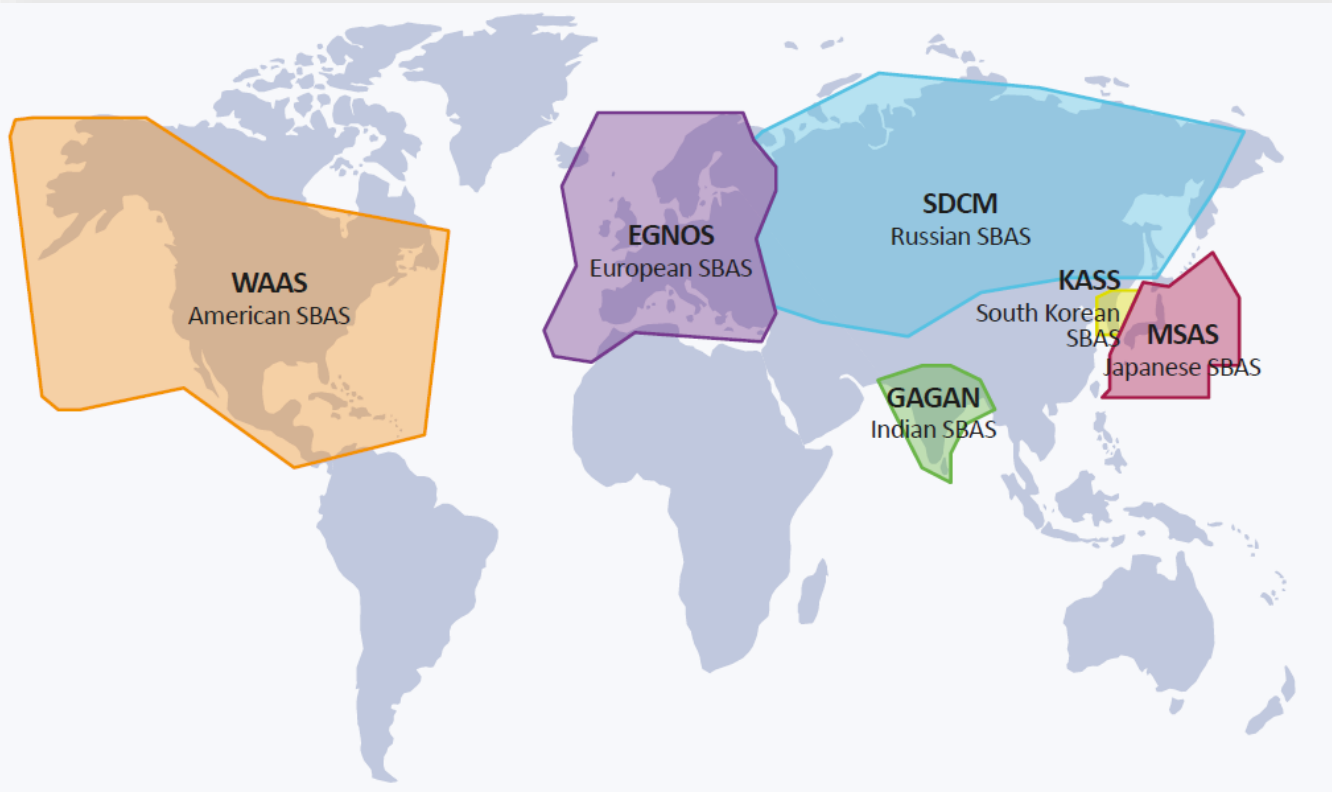 WAAS
American SBAS
EGNOS
European SBAS
SDCM
Russian SBAS
KASS
South Korean
SBAS
MSAS
Japanese SBAS
GAGAN
Indian SBAS